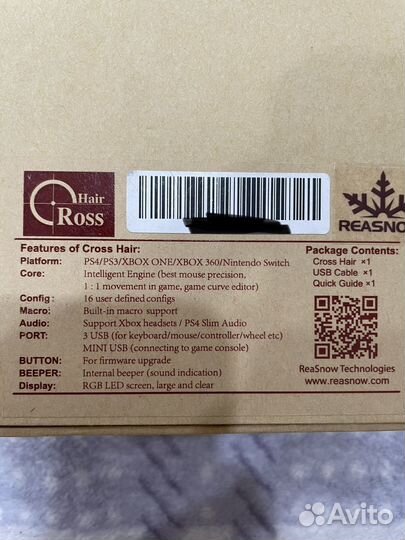 Hair
Ross
REASNOW
Features of Cross Hair:
Platform: PS4/PS3/XBOX ONE/XBOX 360/Nintendo Switch
Core: Intelligent Engine (best mouse precision,
1 : 1 movement in game, game curve editor)
Config: 16 user defined configs
Macro: Built-in macro support
Audio: Support Xbox headsets / PS4 Slim Audio
PORT: 3 USB (for keyboard/mouse/controller/wheel etc)
MINI USB (connecting to game console)
BUTTON: For firmware upgrade
BEEPER: Internal beeper (sound indication)
Display: RGB LED screen, large and clear
Package Contents:
Cross Hair ×1
USB Cable ×1
Quick Guide ×1
ReaSnow Technologies
www.reasnow.com
Avito